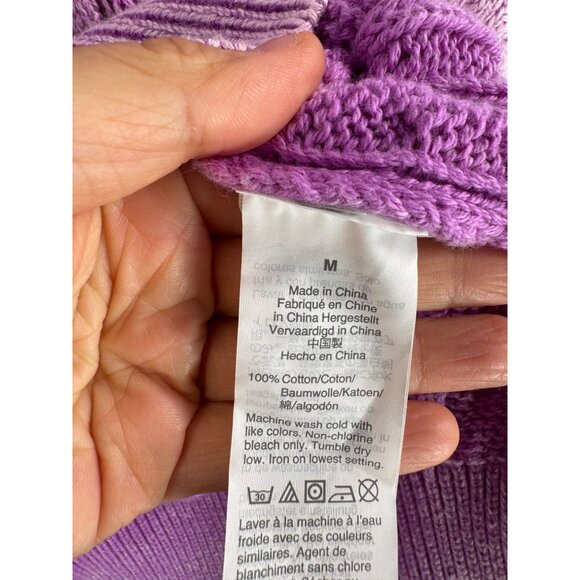 M
Made in China
Fabriqué en Chine
in China Hergestellt
Vervaardigd in China
中国製
Hecho en China
100% Cotton/Coton/
Baumwolle/Katoen/
綿/algodón
Machine wash cold with
like colors. Non-chlorine
bleach only. Tumble dry
low. Iron on lowest setting.
30
Laver à la machine à l'eau
froide avec des couleurs
similaires. Agent de
blanchiment sans chlore